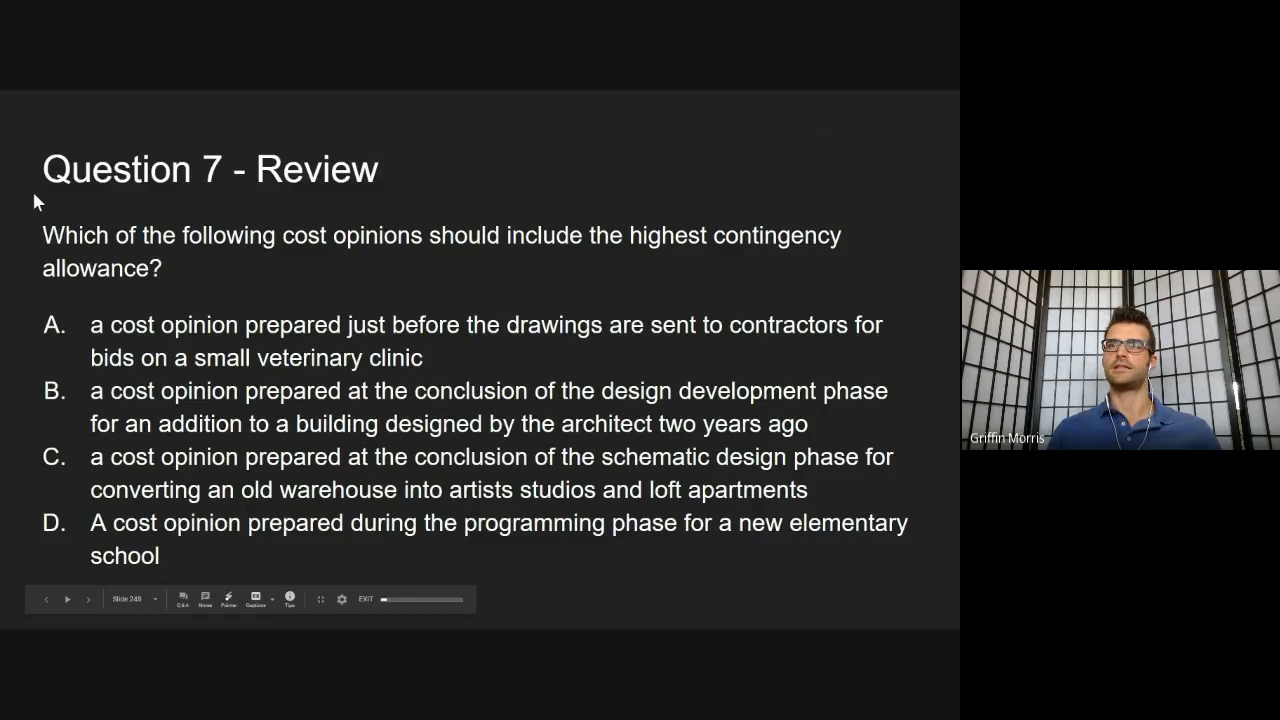 Question 7 - Review
Which of the following cost opinions should include the highest contingency
allowance?
A. a cost opinion prepared just before the drawings are sent to contractors for
bids on a small veterinary clinic
B. a cost opinion prepared at the conclusion of the design development phase
for an addition to a building designed by the architect two years ago
C. a cost opinion prepared at the conclusion of the schematic design phase for
converting an old warehouse into artists studios and loft apartments
D. A cost opinion prepared during the programming phase for a new elementary
school
Slide 248
Q&A Notes Pointer Captions Tips
EXIT
Griffin Morris